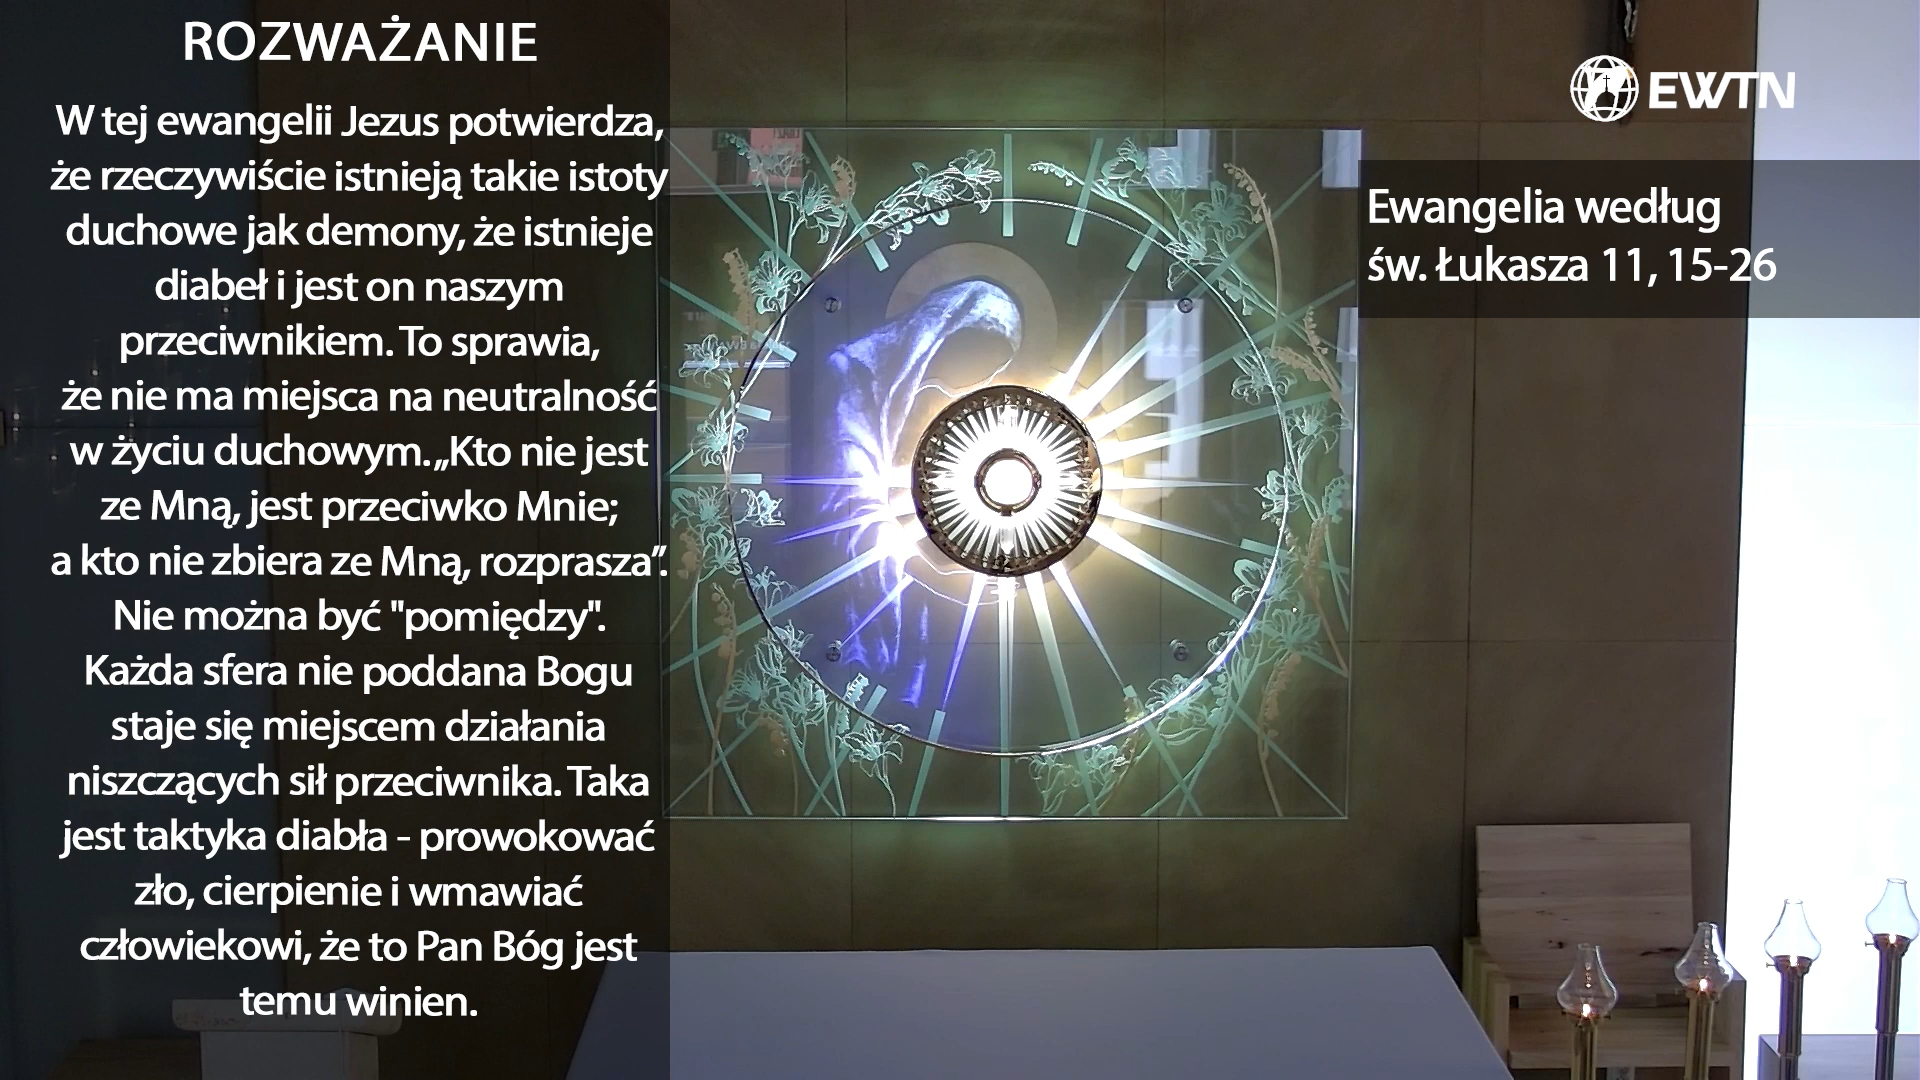 ROZWAŻANIE
W tej ewangelii Jezus potwierdza,
że rzeczywiście istnieją takie istoty
duchowe jak demony, że istnieje
diabeł i jest on naszym
przeciwnikiem. To sprawia,
że nie ma miejsca na neutralność
w życiu duchowym. „Kto nie jest
ze Mną, jest przeciwko Mnie;
a kto nie zbiera ze Mną, rozprasza”.
Nie można być "pomiędzy".
Każda sfera nie poddana Bogu
staje się miejscem działania
niszczących sił przeciwnika. Taka
jest taktyka diabła - prowokować
zło, cierpienie i wmawiać
człowiekowi, że to Pan Bóg jest
temu winien.
EWTN
Ewangelia według
św. Łukasza 11, 15-26